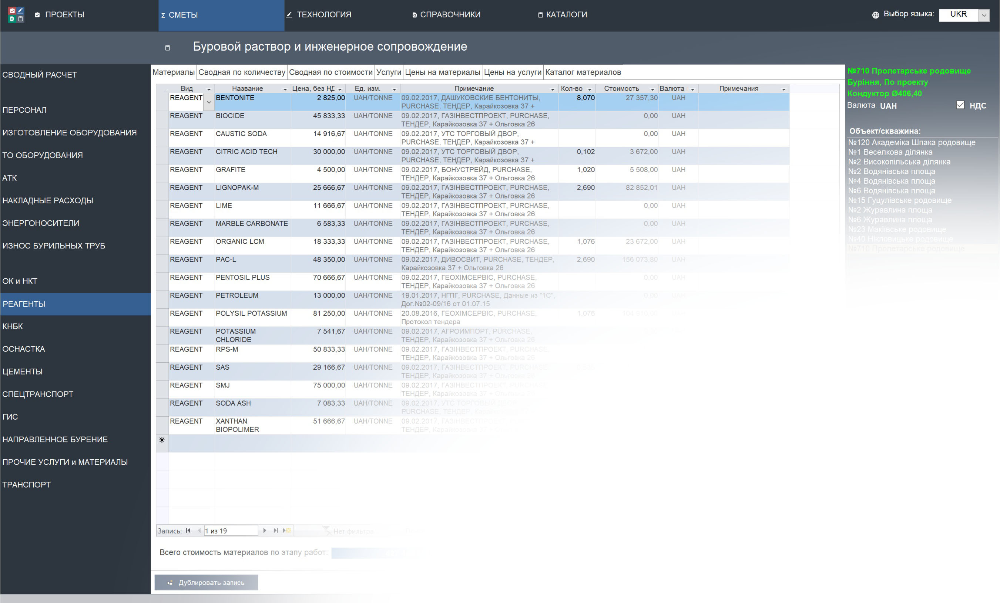 ПРОЕКТЫ
Σ СМЕТЫ
ТЕХНОЛОГИЯ
СПРАВОЧНИКИ
КАТАЛОГИ
Выбор языка: UKR
Буровой раствор и инженерное сопровождение
СВОДНЫЙ РАСЧЕТ
ПЕРСОНАЛ
ИЗГОТОВЛЕНИЕ ОБОРУДОВАНИЯ
ТО ОБОРУДОВАНИЯ
АТК
НАКЛАДНЫЕ РАСХОДЫ
ЭНЕРГОНОСИТЕЛИ
ИЗНОС БУРИЛЬНЫХ ТРУБ
ОК и НКТ
РЕАГЕНТЫ
КНБК
ОСНАСТКА
ЦЕМЕНТЫ
СПЕЦТРАНСПОРТ
ГИС
НАПРАВЛЕННОЕ БУРЕНИЕ
ПРОЧИЕ УСЛУГИ и МАТЕРИАЛЫ
ТРАНСПОРТ
Материалы Сводная по количеству Сводная по стоимости Услуги Цены на материалы Цены на услуги Каталог материалов
Вид Название Цена, без НД Ед. изм. Примечание Кол-во Стоимость Валюта Примечания
REAGENT BENTONITE 2 825,00 UAH/TONNE 09.02.2017, ДАШУКОВСКИЕ БЕНТОНИТЫ, 8,070 27 357,30 UAH
PURCHASE, ТЕНДЕР, Карайкозовка 37 +
REAGENT BIOCIDE 45 833,33 UAH/TONNE 09.02.2017, ГАЗІНВЕСТПРОЕКТ, PURCHASE, 0,00 UAH
ТЕНДЕР, Карайкозовка 37 + Ольговка 26
REAGENT CAUSTIC SODA 14 916,67 UAH/TONNE 09.02.2017, УТС ТОРГОВЫЙ ДВОР, 0,00 UAH
PURCHASE, ТЕНДЕР, Карайкозовка 37 +
REAGENT CITRIC ACID TECH 30 000,00 UAH/TONNE 09.02.2017, УТС ТОРГОВЫЙ ДВОР, 0,102 3 672,00 UAH
PURCHASE, ТЕНДЕР, Карайкозовка 37 +
REAGENT GRAFITE 4 500,00 UAH/TONNE 09.02.2017, БОНУСТРЕЙД, PURCHASE, 1,020 5 508,00 UAH
ТЕНДЕР, Карайкозовка 37 + Ольговка 26
REAGENT LIGNOPAK-M 25 666,67 UAH/TONNE 09.02.2017, ГАЗІНВЕСТПРОЕКТ, PURCHASE, 2,690 82 852,01 UAH
ТЕНДЕР, Карайкозовка 37 + Ольговка 26
REAGENT LIME 11 666,67 UAH/TONNE 09.02.2017, ГАЗІНВЕСТПРОЕКТ, PURCHASE, 0,00 UAH
ТЕНДЕР, Карайкозовка 37 + Ольговка 26
REAGENT MARBLE CARBONATE 6 583,33 UAH/TONNE 09.02.2017, ГАЗІНВЕСТПРОЕКТ, PURCHASE, 0,00 UAH
ТЕНДЕР, Карайкозовка 37 + Ольговка 26
REAGENT ORGANIC LCM 18 333,33 UAH/TONNE 09.02.2017, ГАЗІНВЕСТПРОЕКТ, PURCHASE, 1,076 23 672,00 UAH
ТЕНДЕР, Карайкозовка 37 + Ольговка 26
REAGENT PAC-L 48 350,00 UAH/TONNE 09.02.2017, ДИВОСВИТ, PURCHASE, ТЕНДЕР, 2,690 156 073,80 UAH
Карайкозовка 37 + Ольговка 26
REAGENT PENTOSIL PLUS 70 666,67 UAH/TONNE 09.02.2017, ГЕОХІМСЕРВІС, PURCHASE, 0,00 UAH
ТЕНДЕР, Карайкозовка 37 + Ольговка 26
REAGENT PETROLEUM 13 000,00 UAH/TONNE 19.01.2017, НГПГ, PURCHASE, Данные из "1С", 0,00 UAH
Дог.№02-09/16 от 01.07.15
REAGENT POLYSIL POTASSIUM 81 250,00 UAH/TONNE 20.08.2016, ГЕОХІМСЕРВІС, PURCHASE, 1,076 104 910,00
Протокол тендера
REAGENT POTASSIUM 7 541,67 UAH/TONNE 09.02.2017, АГРОИМПОРТ, PURCHASE,
CHLORIDE ТЕНДЕР, Карайкозовка 37 + Ольговка 26
REAGENT RPS-M 50 833,33 UAH/TONNE 09.02.2017, ГАЗІНВЕСТПРОЕКТ, PURCHASE,
ТЕНДЕР, Карайкозовка 37 + Ольговка 26
REAGENT SAS 29 166,67 UAH/TONNE 09.02.2017, ГАЗІНВЕСТПРОЕКТ, PURCHASE
ТЕНДЕР, Карайкозовка 37 + Ольговка 26
REAGENT SMJ 75 000,00 UAH/TONNE 09.02.2017, ГАЗІНВЕСТПРОЕКТ, PURCHASE,
ТЕНДЕР, Карайкозовка 37 + Ольговка 26
REAGENT SODA ASH 7 083,33 UAH/TONNE 09.02.2017, УТС ТОРГОВЫЙ ДВОР
PURCHASE, ТЕНДЕР,
REAGENT XANTHAN 51 666,67 UAH/TONNE 09.02.2017,
BIOPOLIMER ТЕНДЕР,
Запись: 1 из 19 Нет фильтра
Всего стоимость материалов по этапу работ:
Дублировать запись
№710 Пролетарське родовище
Буріння, По проекту
Кондуктор Ø406,40
Валюта: UAH НДС
Объект/скважина:
№120 Академіка Шпака родовище
№1 Веселкова ділянка
№2 Високопільська ділянка
№2 Водянівська площа
№4 Водянівська площа
№6 Водянівська площа
№15 Гуцулівське родовище
№2 Журавлина площа
№6 Журавлина площа
№23 Макіївське родовище
№40 Нікловицьке родовище
№710 Пролетарське родовище